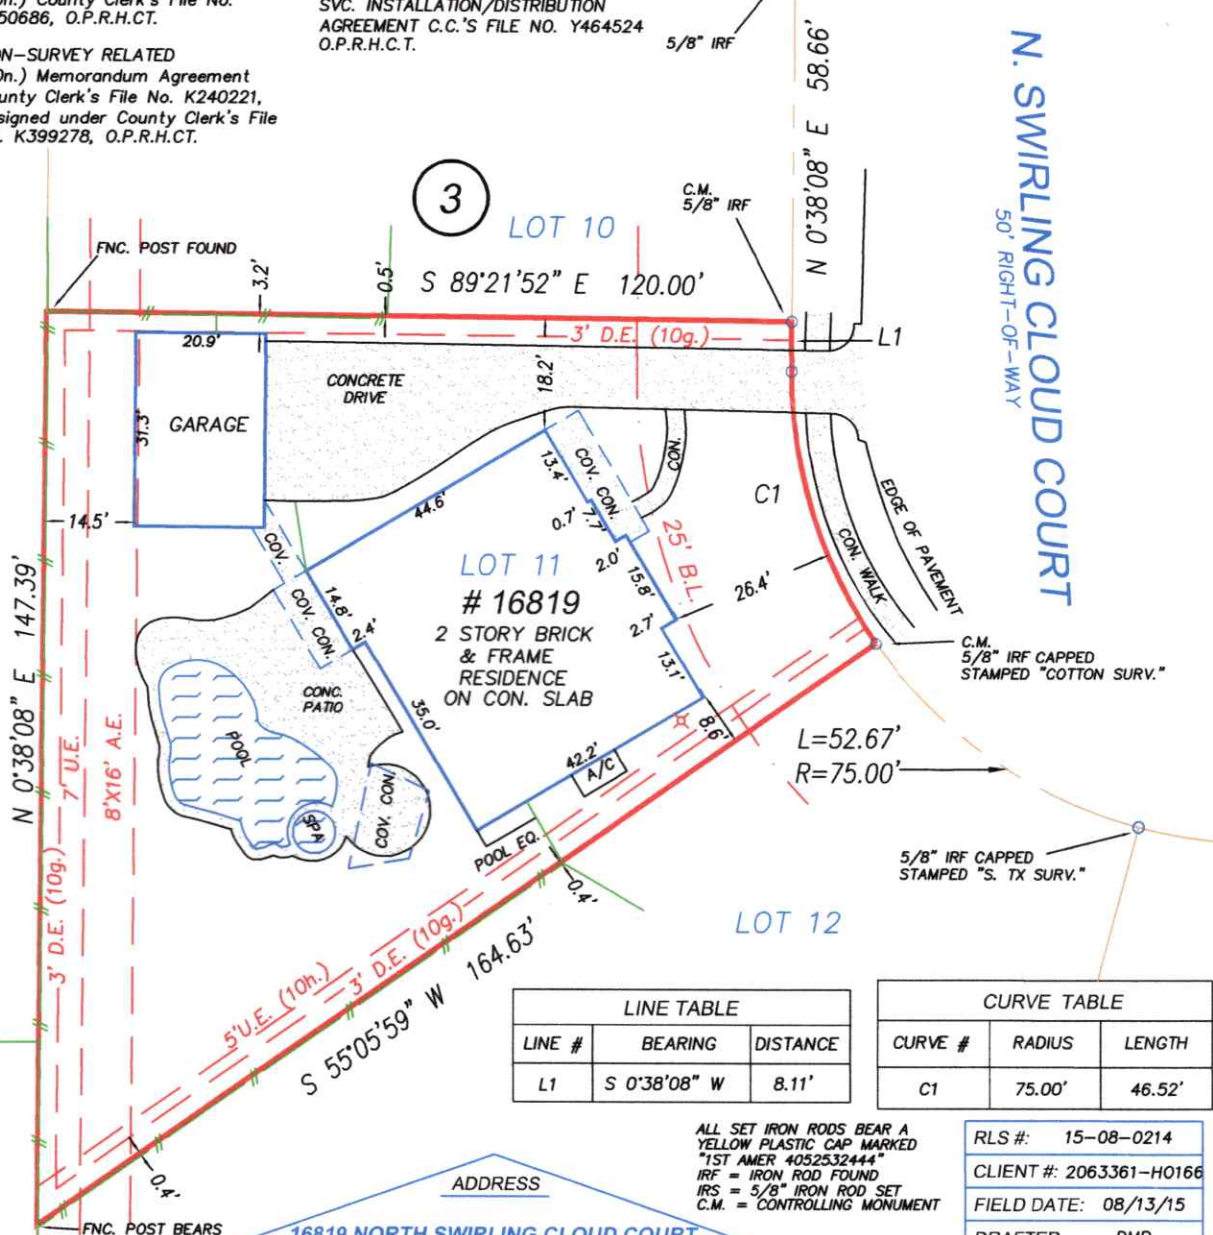 50686, O.P.R.H.CT.
ON-SURVEY RELATED
On.) Memorandum Agreement
unty Clerk's File No. K240221,
signed under County Clerk's File
. K399278, O.P.R.H.CT.
SVC. INSTALLATION/DISTRIBUTION
AGREEMENT C.C.'S FILE NO. Y464524
O.P.R.H.C.T.
5/8" IRF
N 0°38'08" E 58.66'
N. SWIRLING CLOUD COURT
50' RIGHT-OF-WAY
3
LOT 10
C.M.
5/8" IRF
FNC. POST FOUND
3.2'
0.5'
S 89°21'52" E 120.00'
3' D.E. (10g.)
L1
20.9'
31.3'
GARAGE
CONCRETE
DRIVE
18.2'
14.5'
44.6'
COV. CON.
13.4'
0.7'
7.7'
2.0'
15.8'
2.7'
13.1'
CON.
C1
25' B.L.
26.4'
EDGE OF PAVEMENT
CON. WALK
COV.
COV. CON.
14.8'
2.4'
LOT 11
# 16819
2 STORY BRICK
& FRAME
RESIDENCE
ON CON. SLAB
C.M.
5/8" IRF CAPPED
STAMPED "COTTON SURV."
N 0°38'08" E 147.39'
7' U.E.
8'X16' A.E.
3' D.E. (10g.)
CONC.
PATIO
POOL
SPA
COV. CON.
35.0'
42.2'
A/C
8.6'
POOL EQ.
0.4'
L=52.67'
R=75.00'
5/8" IRF CAPPED
STAMPED "S. TX SURV."
LOT 12
5'U.E. (10h.)
3' D.E. (10g.)
S 55°05'59" W 164.63'
0.4'
FNC. POST BEARS
LINE TABLE
LINE # BEARING DISTANCE
L1 S 0°38'08" W 8.11'
CURVE TABLE
CURVE # RADIUS LENGTH
C1 75.00' 46.52'
ALL SET IRON RODS BEAR A
YELLOW PLASTIC CAP MARKED
"1ST AMER 4052532444"
IRF = IRON ROD FOUND
IRS = 5/8" IRON ROD SET
C.M. = CONTROLLING MONUMENT
RLS #: 15-08-0214
CLIENT #: 2063361-HO166
FIELD DATE: 08/13/15
ADDRESS
16819 NORTH SWIRLING CLOUD COURT